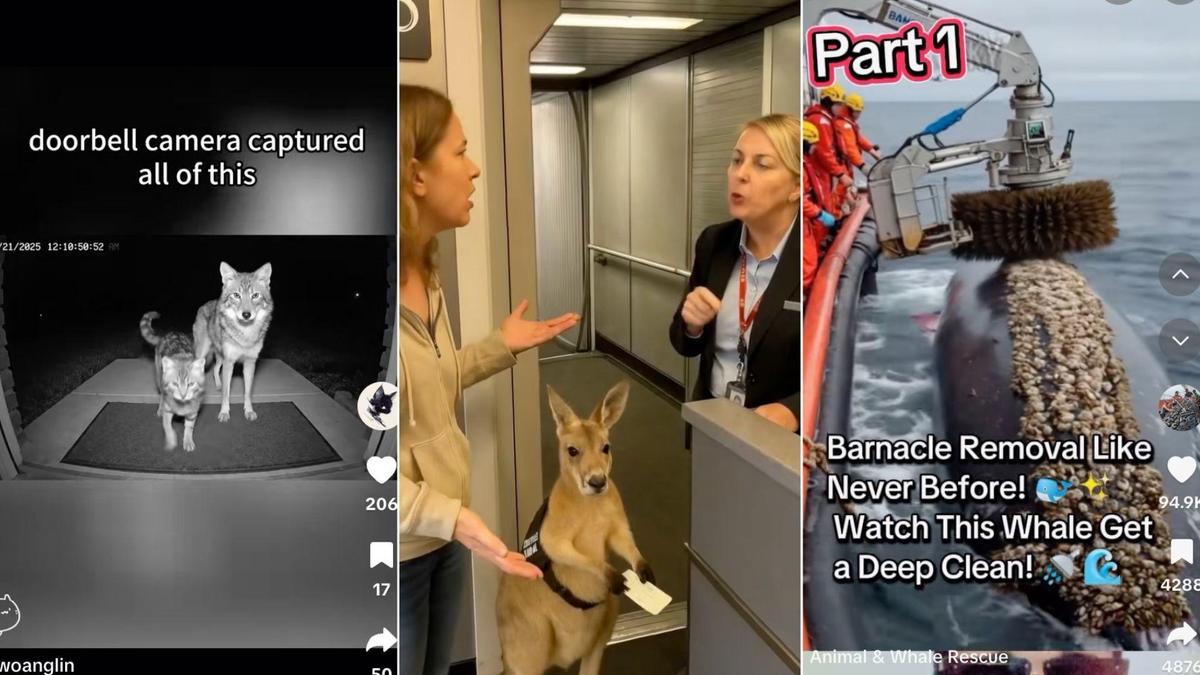 doorbell camera captured
all of this
/21/2025 12:10:50:52 AM
206
17
50
woanglin
Part 1
Barnacle Removal Like
Never Before! 🐳✨
Watch This Whale Get
a Deep Clean! 🚿🌊
94.9K
4288
4876
Animal & Whale Rescue